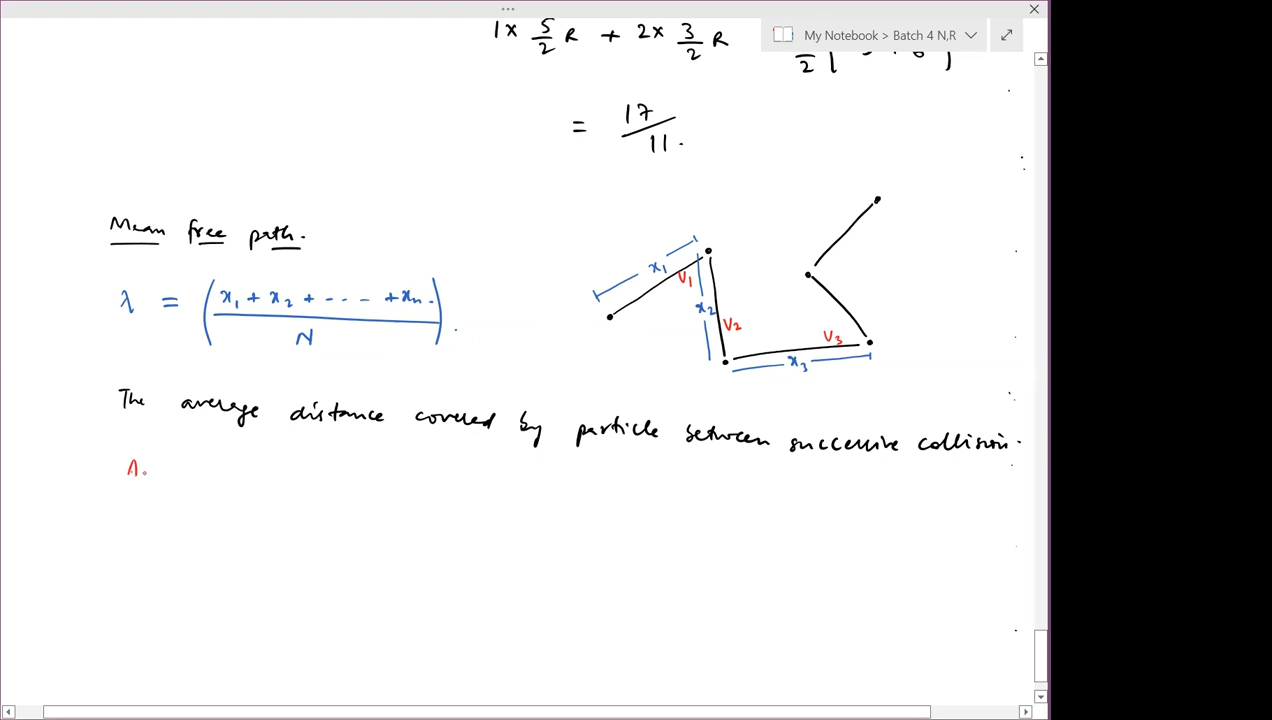 1 x 5/2 R + 2 x 3/2 R
My Notebook > Batch 4 N,R
= 17/11.
Mean free path.
λ = (x₁ + x₂ + ---- + xn. / N).
x₁ v₁
x₂ v₂
v₃
x₃
The average distance covered by particle between successive collision.
A.